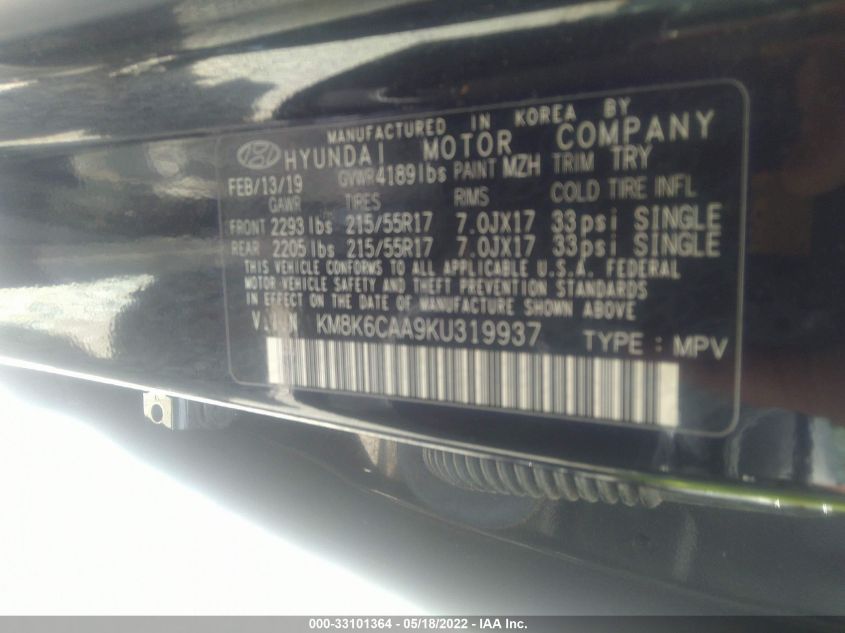 MANUFACTURED IN KOREA BY
HYUNDAI MOTOR COMPANY
FEB/13/19 GVWR 4189lbs PAINT MZH TRIM TRY
GAWR TIRES RIMS COLD TIRE INFL
FRONT 2293 lbs 215/55R17 7.0JX17 33psi SINGLE
REAR 2205 lbs 215/55R17 7.0JX17 33psi SINGLE
THIS VEHICLE CONFORMS TO ALL APPLICABLE U.S.A. FEDERAL
MOTOR VEHICLE SAFETY AND THEFT PREVENTION STANDARDS
IN EFFECT ON THE DATE OF MANUFACTURE SHOWN ABOVE
V.I.N KM8K6CAA9KU319937 TYPE : MPV
000-33101364 - 05/18/2022 - IAA Inc.